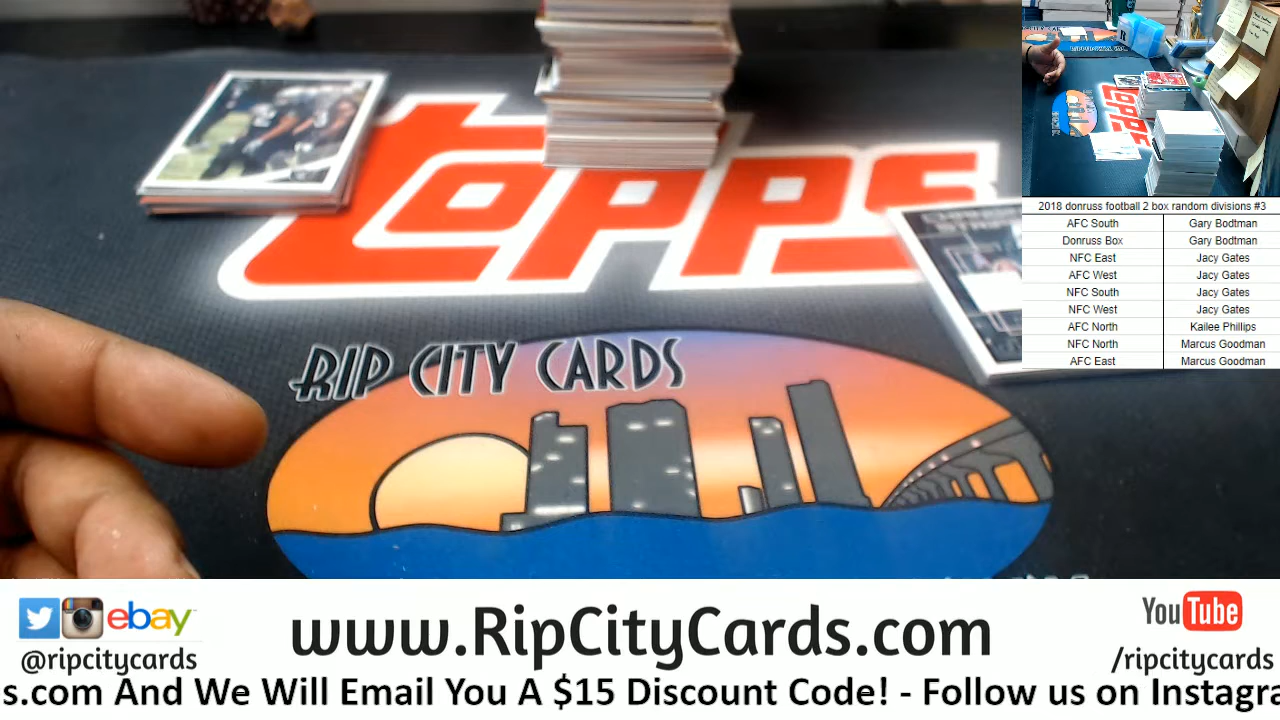 Topps
RIP CITY CARDS
2018 donruss football 2 box random divisions #3
AFC South Gary Bodtman
Donruss Box Gary Bodtman
NFC East Jacy Gates
AFC West Jacy Gates
NFC South Jacy Gates
NFC West Jacy Gates
AFC North Kailee Phillips
NFC North Marcus Goodman
AFC East Marcus Goodman
Topps
ebay
@ripcitycards
www.RipCityCards.com
YouTube
/ripcitycards
s.com And We Will Email You A $15 Discount Code! - Follow us on Instagra